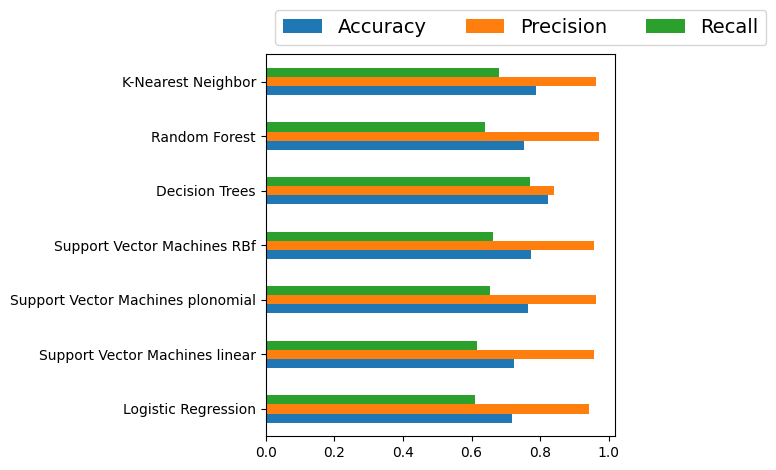 Accuracy Precision Recall
K-Nearest Neighbor
Random Forest
Decision Trees
Support Vector Machines RBf
Support Vector Machines plonomial
Support Vector Machines linear
Logistic Regression
0.0 0.2 0.4 0.6 0.8 1.0